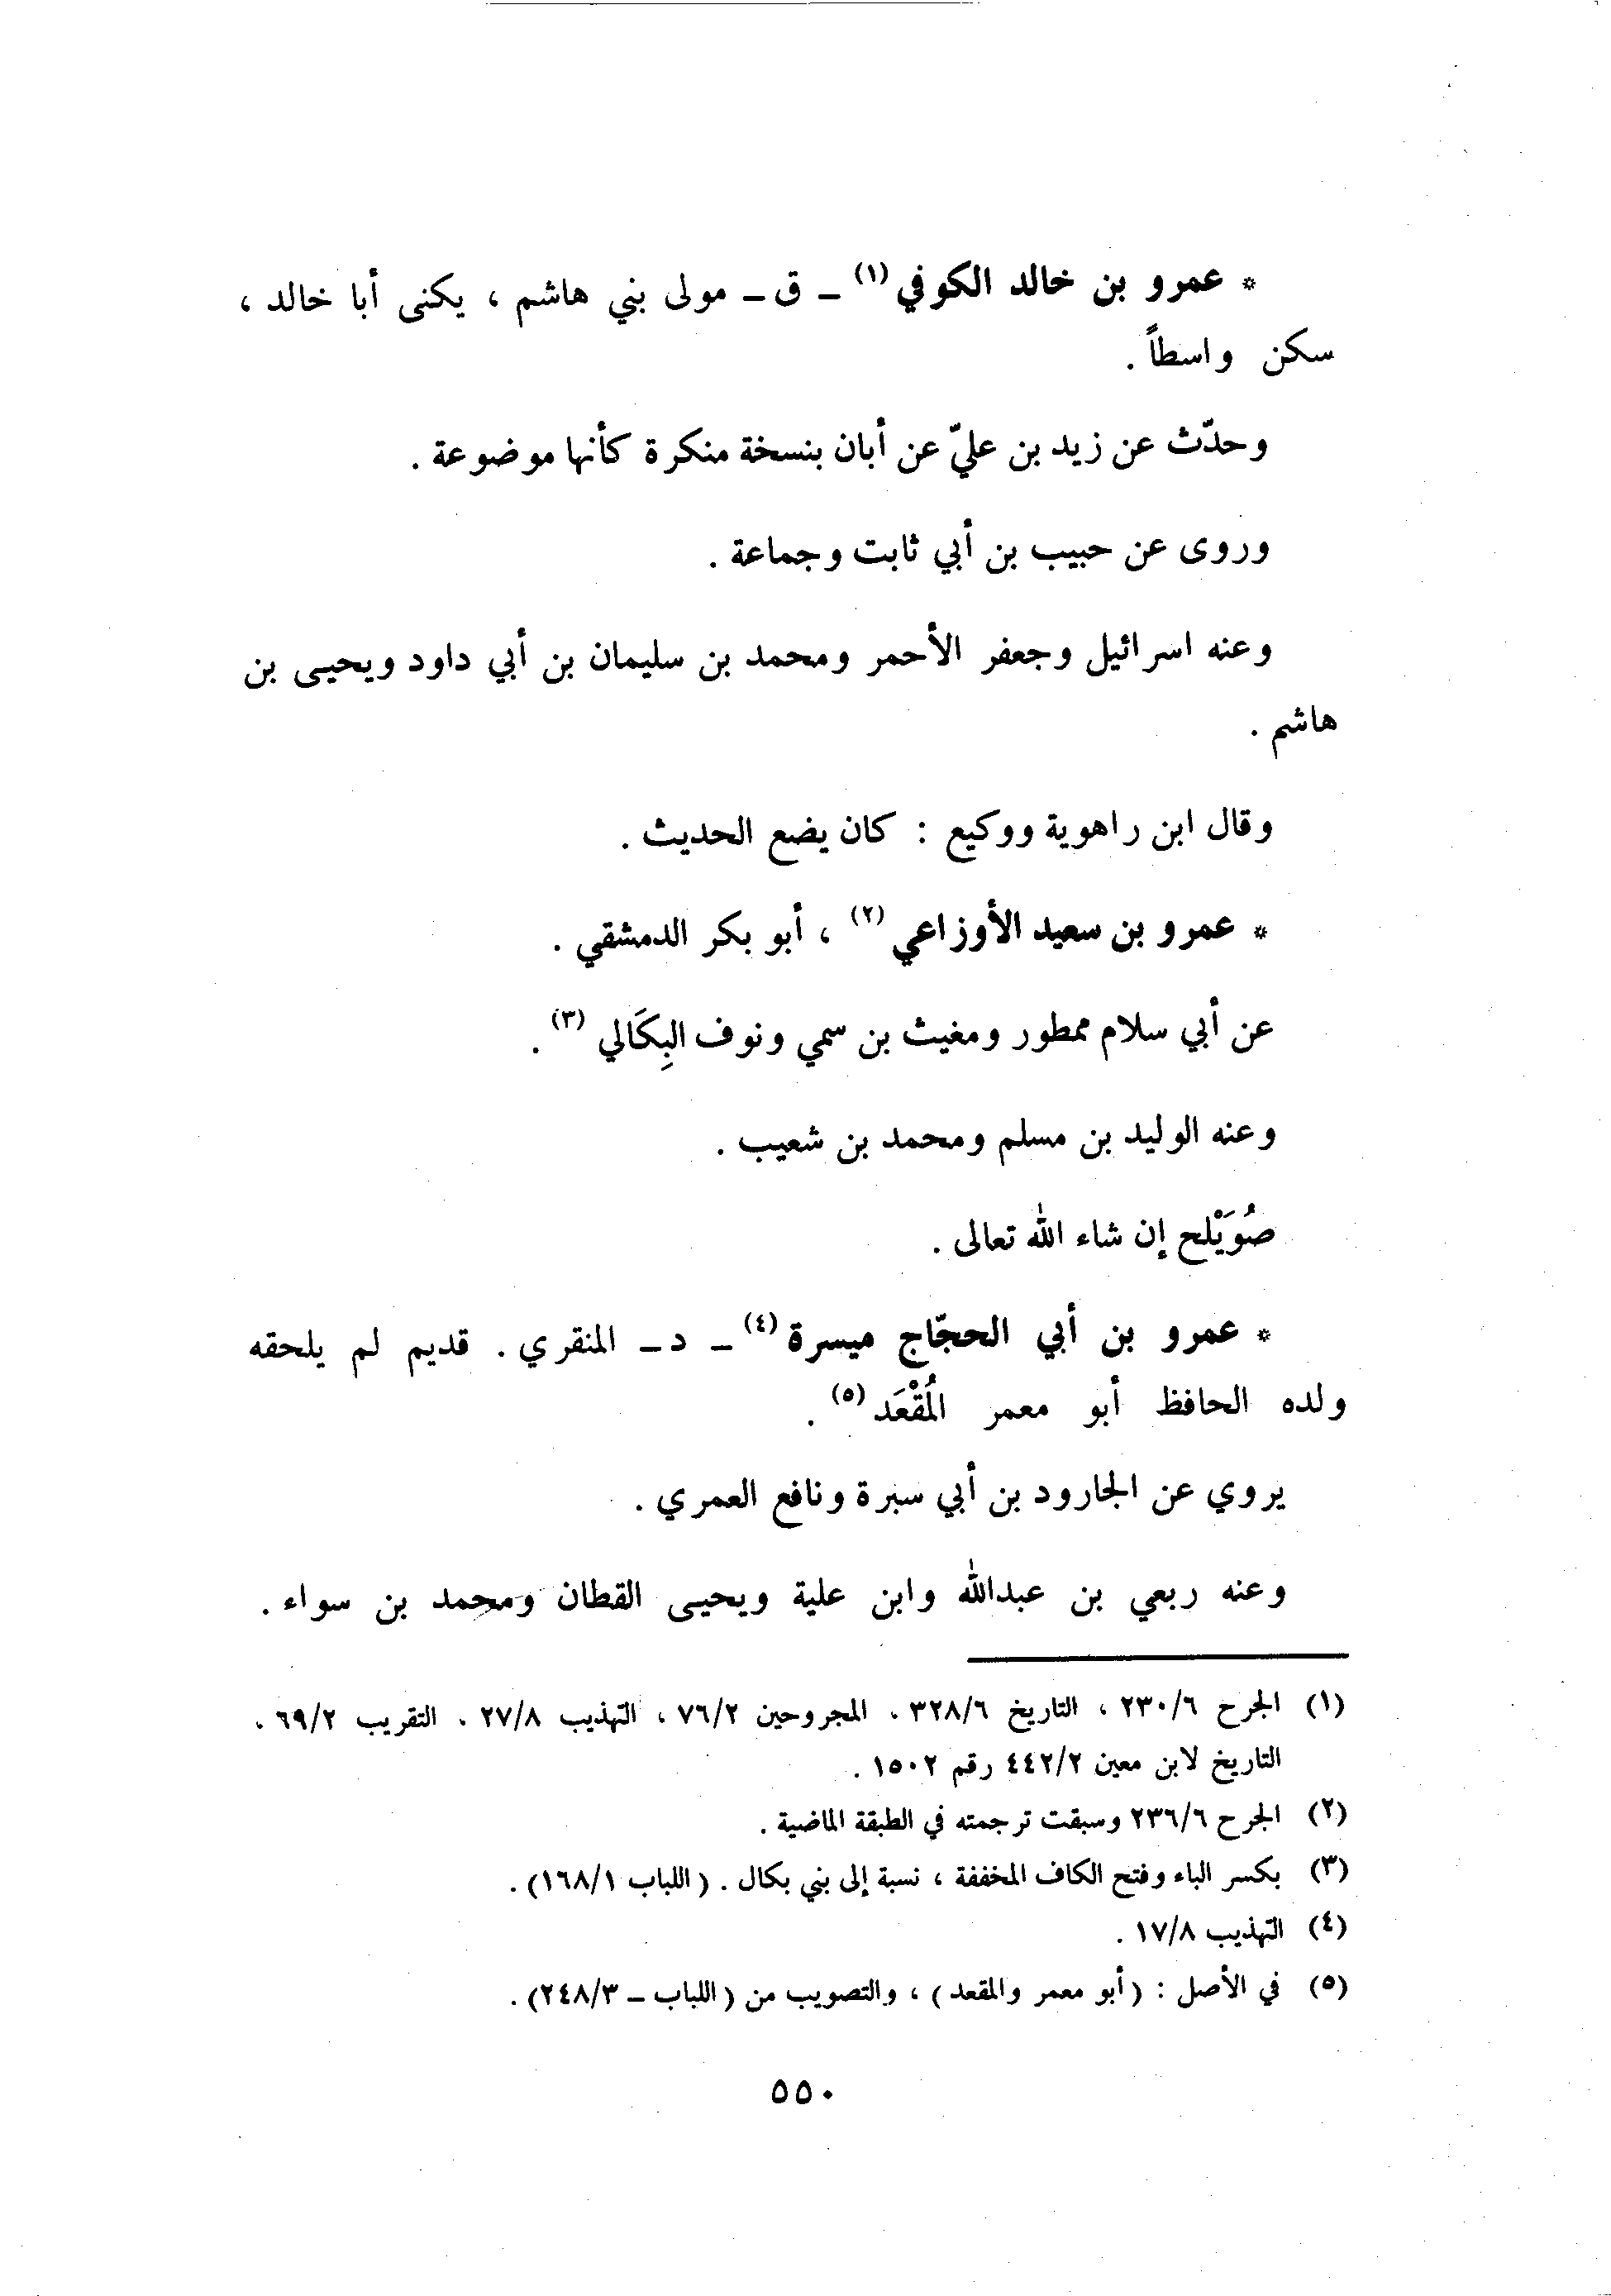 * عمرو بن خالد الكوفي (١) ـ ق ـ مولى بني هاشم ، يكنى أبا خالد ،
سكن واسطاً .
وحدّث عن زيد بن عليّ عن أبان بنسخة منكرة كأنها موضوعة .
وروى عن حبيب بن أبي ثابت وجماعة .
وعنه اسرائيل وجعفر الأحمر ومحمد بن سليمان بن أبي داود ويحيى بن
هاشم .
وقال ابن راهوية ووكيع : كان يضع الحديث .
* عمرو بن سعيد الأوزاعي (٢) ، أبو بكر الدمشقي .
عن أبي سلام ممطور ومغيث بن سمي ونوف البِكَالي (٣) .
وعنه الوليد بن مسلم ومحمد بن شعيب .
صُوَيْلح إن شاء الله تعالى .
* عمرو بن أبي الحجّاج ميسرة (٤) ـ د ـ المنقري . قديم لم يلحقه
ولده الحافظ أبو معمر المُقْعَد (٥) .
يروي عن الجارود بن أبي سبرة ونافع العمري .
وعنه ربعي بن عبدالله وابن علية ويحيى القطان ومحمد بن سواء .
(١) الجرح ٢٣٠/٦ ، التاريخ ٣٢٨/٦ . المجروحين ٧٦/٢ ، التهذيب ٢٧/٨ . التقريب ٦٩/٢ .
التاريخ لابن معين ٤٤٢/٢ رقم ١٥٠٢ .
(٢) الجرح ٢٣٦/٦ وسبقت ترجمته في الطبقة الماضية .
(٣) بكسر الباء وفتح الكاف المخففة ، نسبة إلى بني بكال . (اللباب ١٦٨/١) .
(٤) التهذيب ١٧/٨ .
(٥) في الأصل : (أبو معمر والمقعد) ، والتصويب من (اللباب ـ ٢٤٨/٣) .
٥٥٠